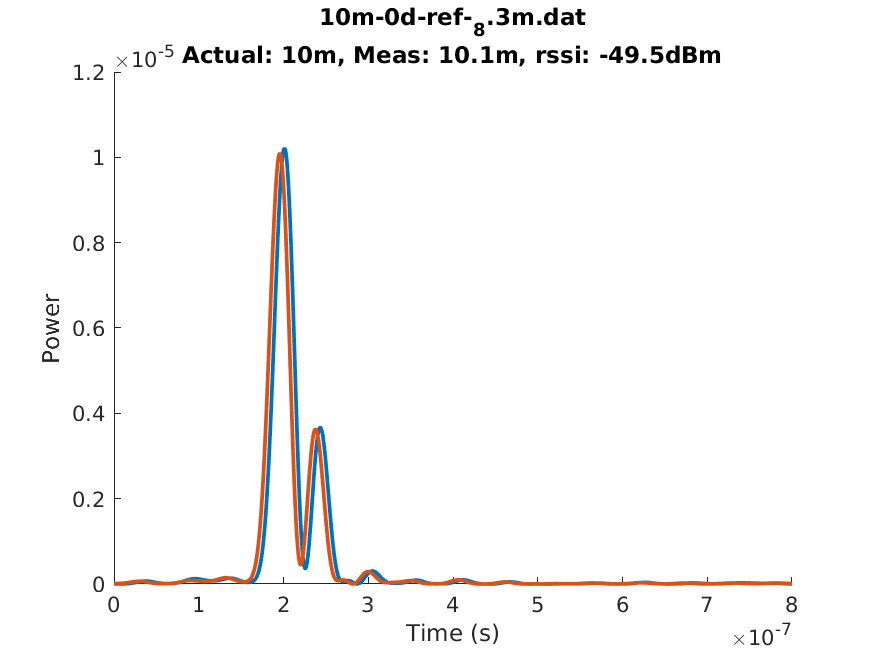 10m-0d-ref-₈.3m.dat
×10⁻⁵ Actual: 10m, Meas: 10.1m, rssi: -49.5dBm
1.2
1
0.8
0.6
0.4
0.2
0
Power
0 1 2 3 4 5 6 7 8
Time (s)
×10⁻⁷